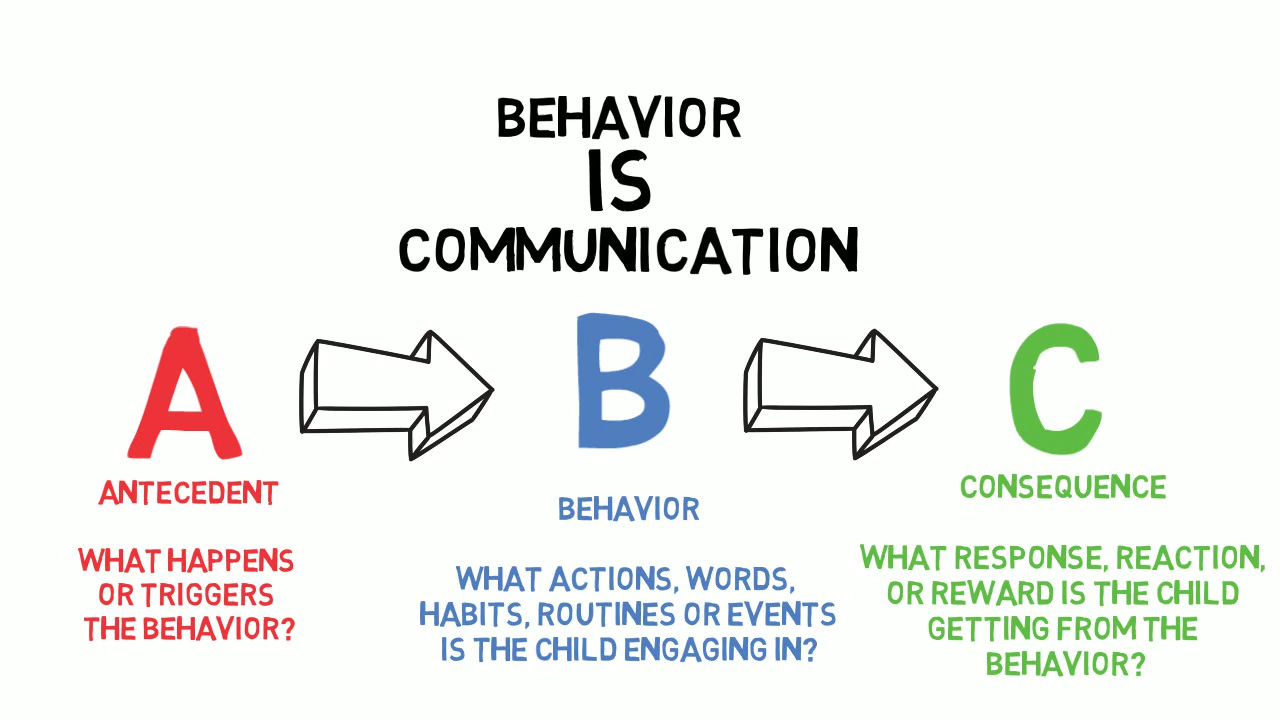 BEHAVIOR
IS
COMMUNICATION
A
ANTECEDENT
WHAT HAPPENS
OR TRIGGERS
THE BEHAVIOR?
B
BEHAVIOR
WHAT ACTIONS, WORDS,
HABITS, ROUTINES OR EVENTS
IS THE CHILD ENGAGING IN?
C
CONSEQUENCE
WHAT RESPONSE, REACTION,
OR REWARD IS THE CHILD
GETTING FROM THE
BEHAVIOR?